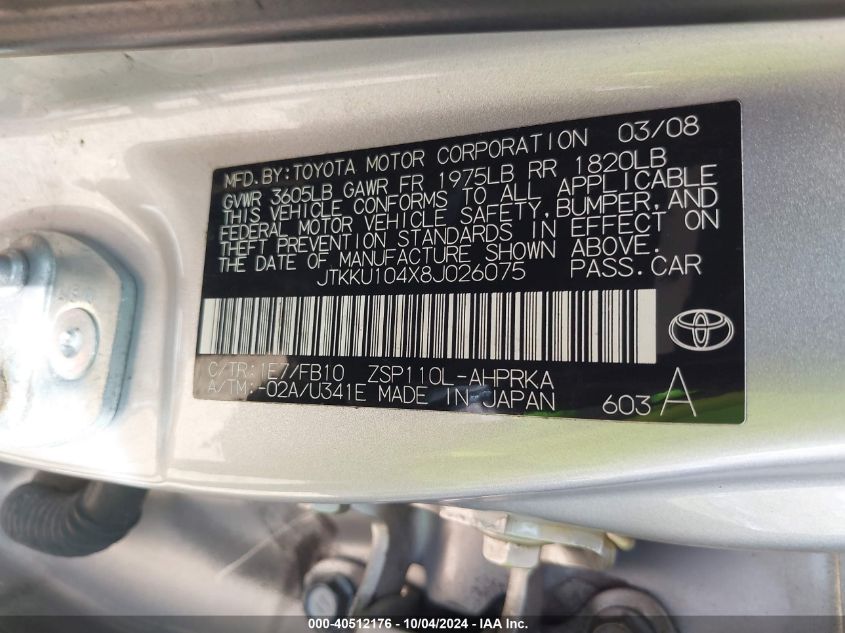 MFD.BY:TOYOTA MOTOR CORPORATION 03/08
GVWR 3605LB GAWR FR 1975LB RR 1820LB
THIS VEHICLE CONFORMS TO ALL APPLICABLE
FEDERAL MOTOR VEHICLE SAFETY,BUMPER,AND
THEFT PREVENTION STANDARDS IN EFFECT ON
THE DATE OF MANUFACTURE SHOWN ABOVE.
JTKKU104X8J026075 PASS.CAR
C/TR:1E7/FB10 ZSP110L-AHPRKA
A/TM:-02A/U341E MADE IN JAPAN 603 A
000-40512176 - 10/04/2024 - IAA Inc.